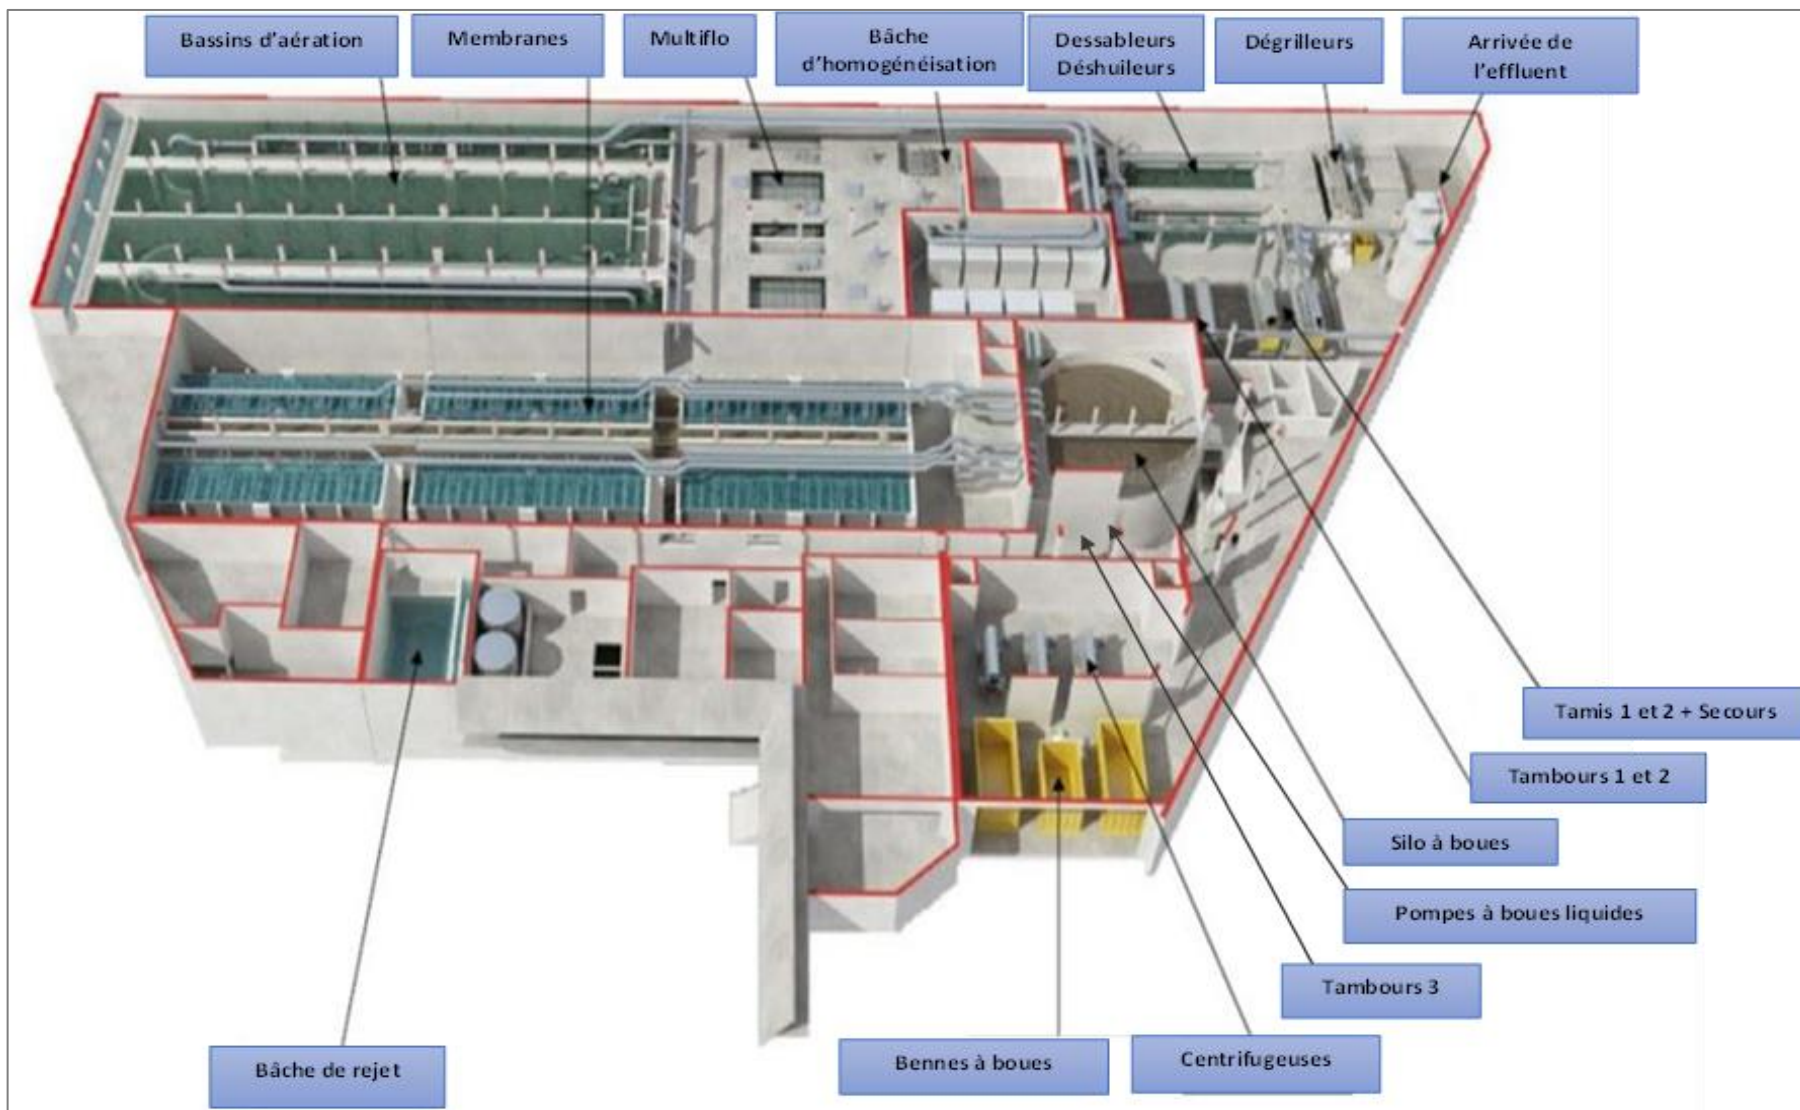 Bassins d'aération
Membranes
Multiflo
Bâche
d'homogénéisation
Dessableurs
Déshuileurs
Dégrilleurs
Arrivée de
l'effluent
Tamis 1 et 2 + Secours
Tambours 1 et 2
Silo à boues
Pompes à boues liquides
Tambours 3
Centrifugeuses
Bennes à boues
Bâche de rejet